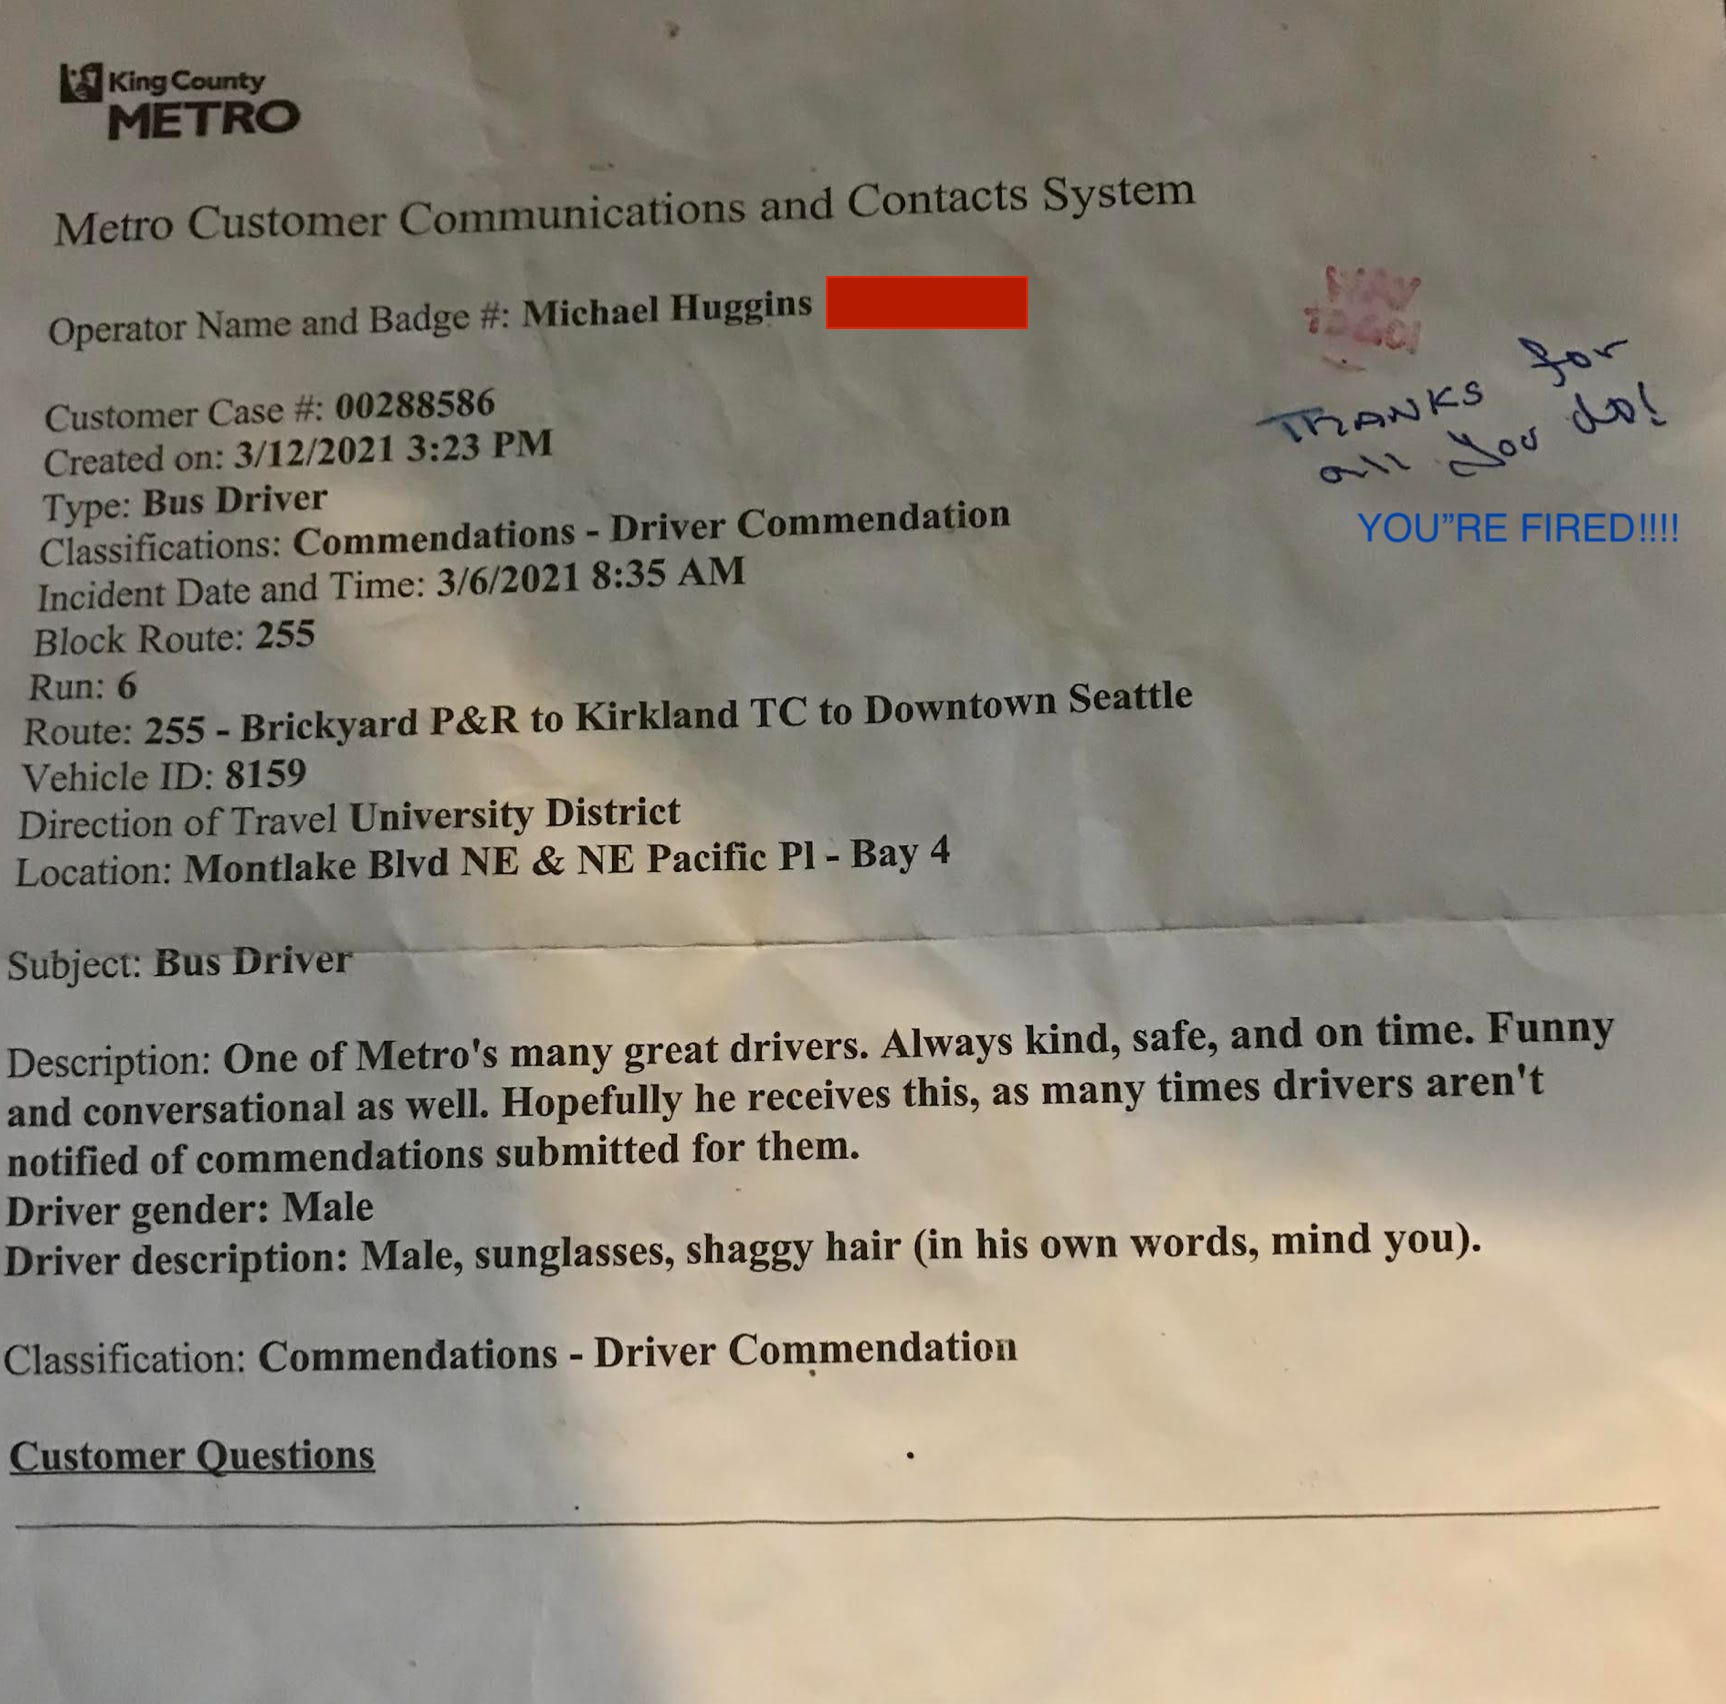 King County
METRO
Metro Customer Communications and Contacts System
Operator Name and Badge #: Michael Huggins
WAY
TO GO!
THANKS for
all you do!
YOU”RE FIRED!!!!
Customer Case #: 00288586
Created on: 3/12/2021 3:23 PM
Type: Bus Driver
Classifications: Commendations - Driver Commendation
Incident Date and Time: 3/6/2021 8:35 AM
Block Route: 255
Run: 6
Route: 255 - Brickyard P&R to Kirkland TC to Downtown Seattle
Vehicle ID: 8159
Direction of Travel University District
Location: Montlake Blvd NE & NE Pacific Pl - Bay 4
Subject: Bus Driver
Description: One of Metro's many great drivers. Always kind, safe, and on time. Funny
and conversational as well. Hopefully he receives this, as many times drivers aren't
notified of commendations submitted for them.
Driver gender: Male
Driver description: Male, sunglasses, shaggy hair (in his own words, mind you).
Classification: Commendations - Driver Commendation
Customer Questions